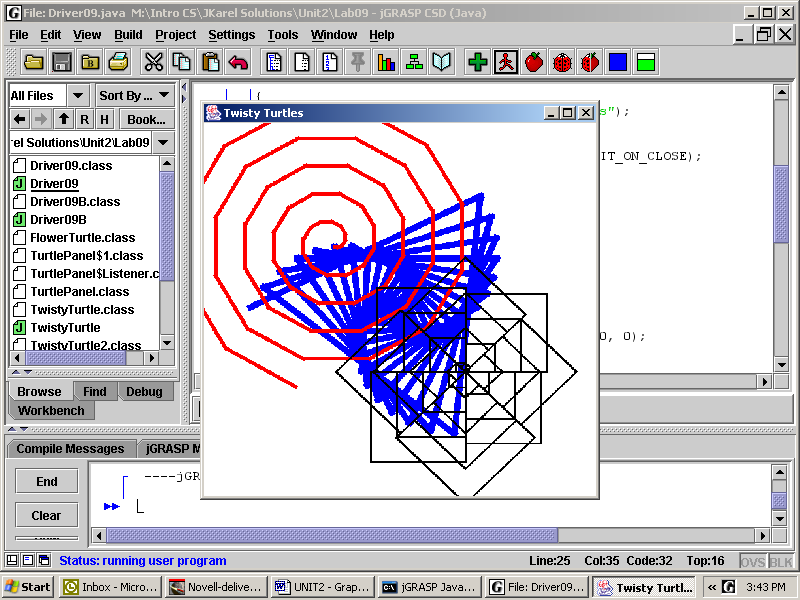 File: Driver09.java  M:\Intro CS\JKarel Solutions\Unit2\Lab09 - jGRASP CSD (Java)
File Edit View Build Project Settings Tools Window Help
All Files Sort By ...
R H Book...
rel Solutions\Unit2\Lab09
{
Twisty Turtles
s");
IT_ON_CLOSE);
0, 0);
Driver09.class
Driver09
Driver09B.class
Driver09B
FlowerTurtle.class
TurtlePanel$1.class
TurtlePanel$Listener.c
TurtlePanel.class
TwistyTurtle.class
TwistyTurtle
TwistyTurtle2.class
Browse Find Debug
Workbench
Compile Messages jGRASP M
End
Clear
----jGR
Status: running user program
Line:25 Col:35 Code:32 Top:16 OVS BLK
Start Inbox - Micro... Novell-delive... UNIT2 - Grap... jGRASP Java... File: Driver09... Twisty Turtl... « 3:43 PM